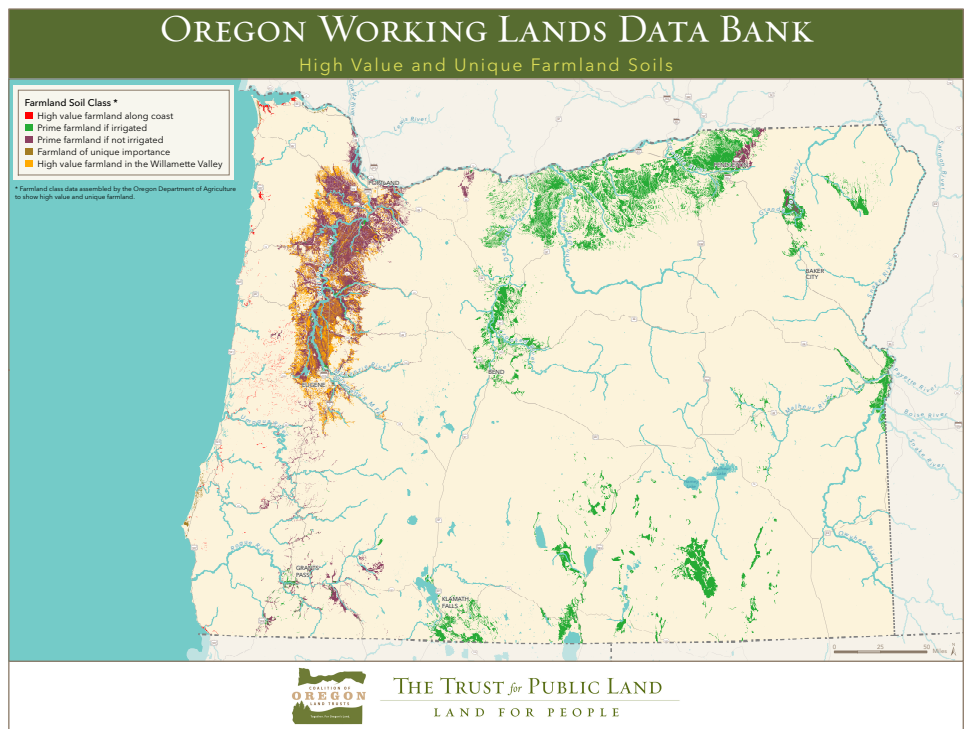 OREGON WORKING LANDS DATA BANK
High Value and Unique Farmland Soils
Farmland Soil Class *
High value farmland along coast
Prime farmland if irrigated
Prime farmland if not irrigated
Farmland of unique importance
High value farmland in the Willamette Valley
* Farmland class data assembled by the Oregon Department of Agriculture
to show high value and unique farmland.
PORTLAND
BAKER
CITY
BEND
EUGENE
Payette River
Boise River
GRANTS
PASS
KLAMATH
FALLS
0 25 50
Miles
COALITION OF
OREGON
LAND TRUSTS
THE TRUST for PUBLIC LAND
LAND FOR PEOPLE